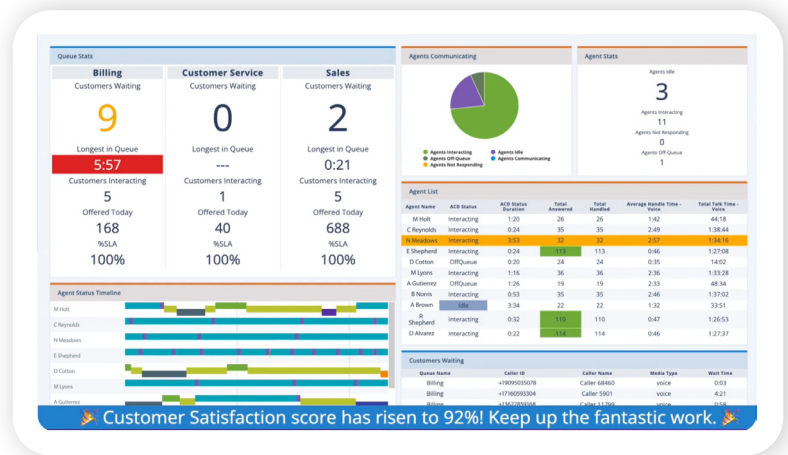 Queue Stats
Billing
Customers Waiting
9
Longest in Queue
5:57
Customers Interacting
5
Offered Today
168
%SLA
100%
Customer Service
Customers Waiting
0
Longest in Queue
---
Customers Interacting
1
Offered Today
40
%SLA
100%
Sales
Customers Waiting
2
Longest in Queue
0:21
Customers Interacting
5
Offered Today
688
%SLA
100%
Agents Communicating
Agents Interacting
Agents Idle
Agents Off-Queue
Agents Communicating
Agents Not Responding
Agent Stats
Agents Idle
3
Agents Interacting
11
Agents Not Responding
0
Agents Off-Queue
1
Agent List
Agent Name ACD Status ACD Status Duration Total Answered Total Handled Average Handle Time - Voice Total Talk Time - Voice
M Holt Interacting 1:20 26 26 1:42 44:18
C Reynolds Interacting 0:24 35 35 2:49 1:38:44
N Meadows Interacting 3:53 32 32 2:57 1:34:16
E Shepherd Interacting 0:24 113 113 0:46 1:27:08
D Cotton OffQueue 0:20 24 24 0:35 14:02
M Lyons Interacting 1:16 36 36 2:36 1:33:28
A Gutierrez OffQueue 1:26 19 19 2:33 48:34
B Norris Interacting 0:53 35 35 2:46 1:37:02
A Brown Idle 3:34 22 22 1:32 33:51
B Shepherd Interacting 0:32 110 110 0:47 1:26:53
D Alvarez Interacting 0:22 114 114 0:46 1:27:37
Agent Status Timeline
M Holt
C Reynolds
N Meadows
E Shepherd
D Cotton
M Lyons
A Gutierrez
Customers Waiting
Queue Name Caller ID Caller Name Media Type Wait Time
Billing +19095035078 Caller 68460 voice 0:03
Billing +17160593304 Caller 5901 voice 4:21
Billing voice 0:58
🎉 Customer Satisfaction score has risen to 92%! Keep up the fantastic work. 🎉